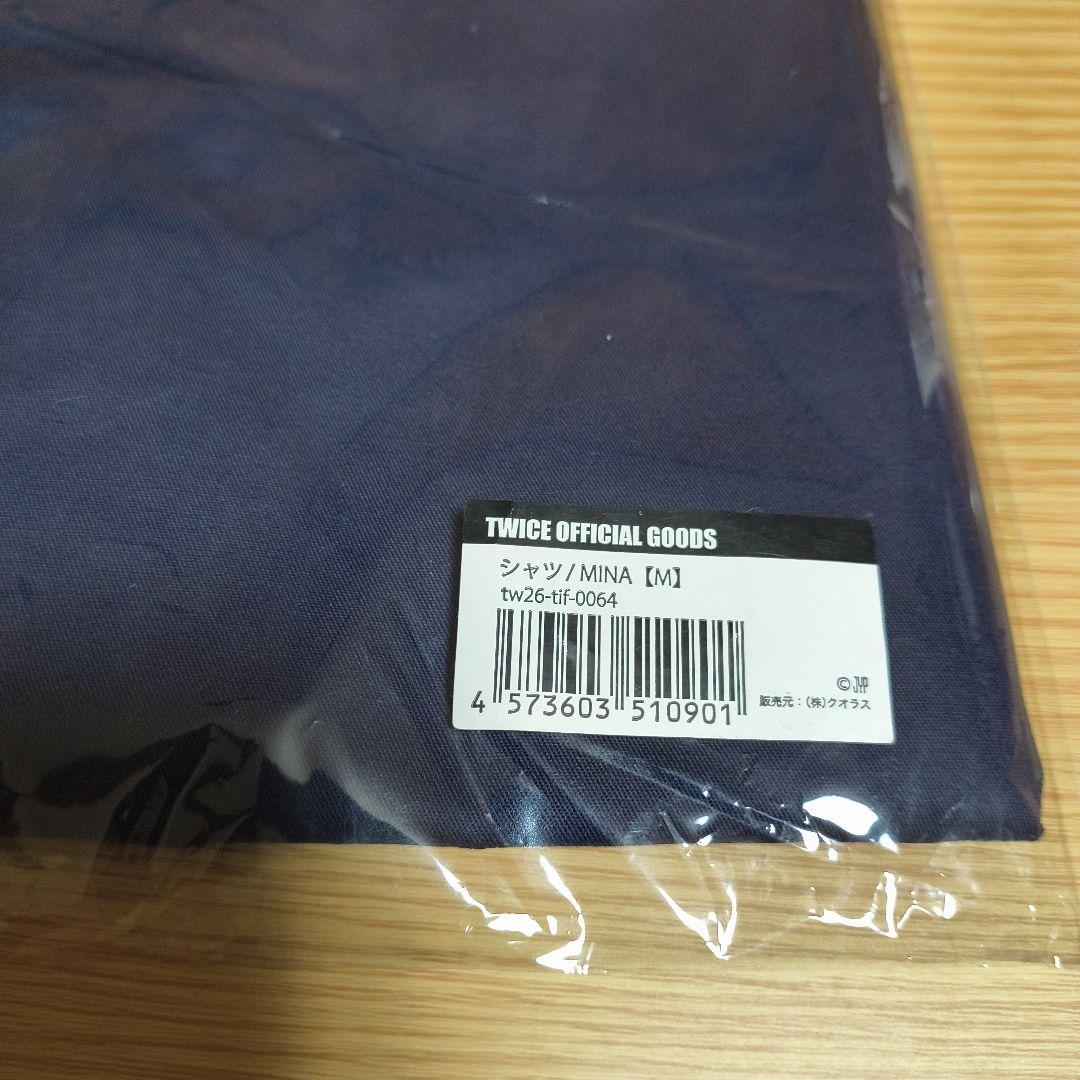 TWICE OFFICIAL GOODS
シャツ / MINA【M】
tw26-tif-0064
4 573603 510901
© JYP
販売元：(株)クオラス